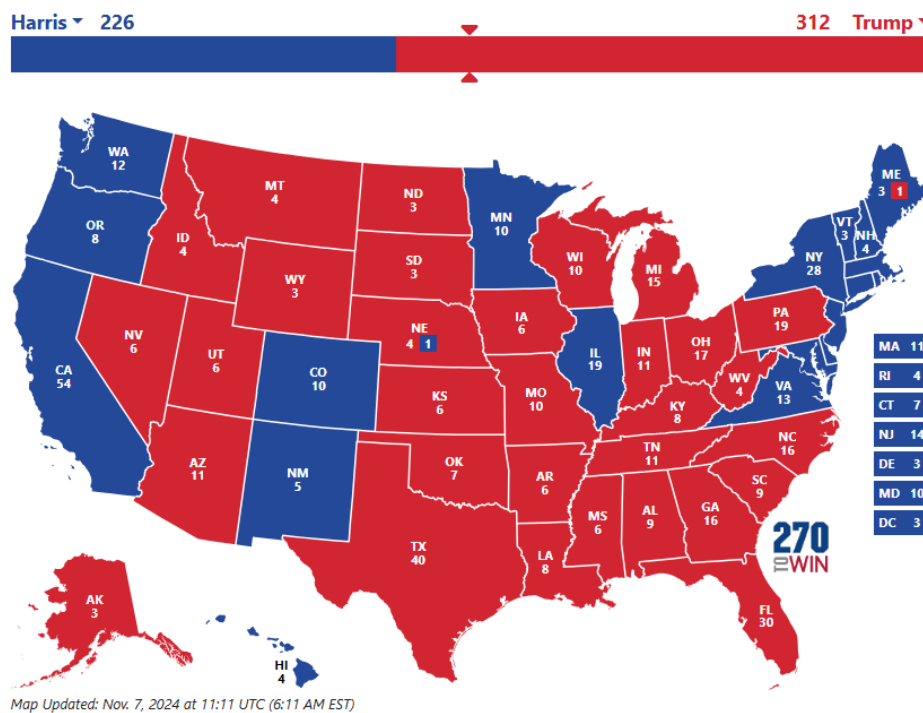 Harris 226
312 Trump
WA
12
OR
8
CA
54
NV
6
ID
4
MT
4
WY
3
UT
6
AZ
11
CO
10
NM
5
ND
3
SD
3
NE
4 1
KS
6
OK
7
TX
40
MN
10
IA
6
MO
10
AR
6
LA
8
WI
10
IL
19
MI
15
IN
11
OH
17
KY
8
TN
11
MS
6
AL
9
GA
16
FL
30
SC
9
NC
16
VA
13
WV
4
PA
19
NY
28
VT
3
NH
4
ME
3 1
MA 11
RI 4
CT 7
NJ 14
DE 3
MD 10
DC 3
AK
3
HI
4
270
TO WIN
Map Updated: Nov. 7, 2024 at 11:11 UTC (6:11 AM EST)